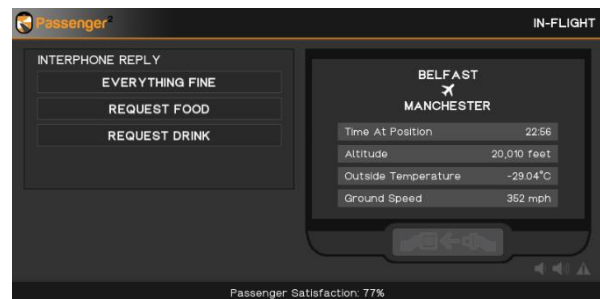 Passenger²
IN-FLIGHT
INTERPHONE REPLY
EVERYTHING FINE
REQUEST FOOD
REQUEST DRINK
BELFAST
MANCHESTER
Time At Position 22:56
Altitude 20,010 feet
Outside Temperature -29.04°C
Ground Speed 352 mph
Passenger Satisfaction: 77%